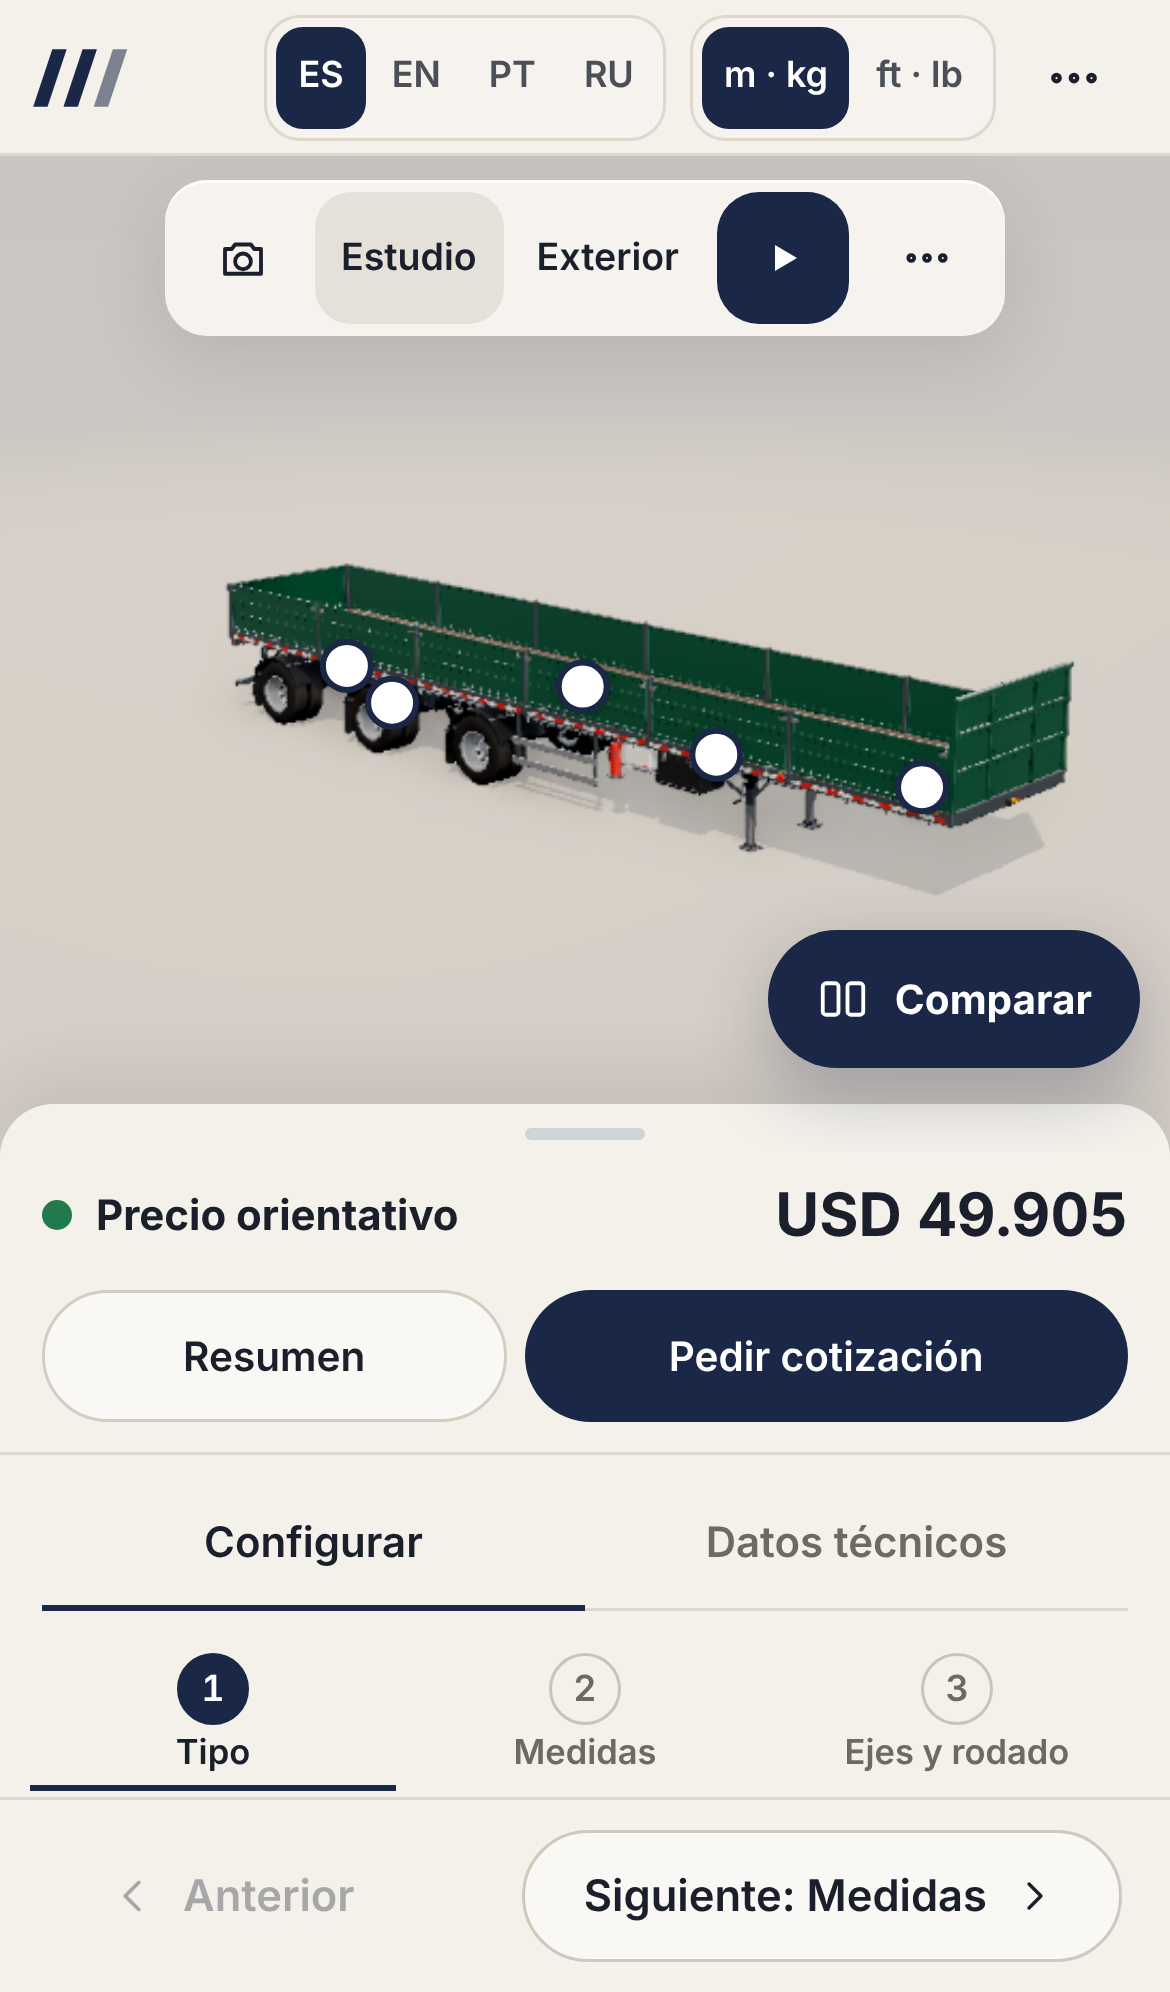 ES EN PT RU m · kg ft · lb
Estudio Exterior
Comparar
Precio orientativo USD 49.905
Resumen Pedir cotización
Configurar Datos técnicos
1 2 3
Tipo Medidas Ejes y rodado
Anterior Siguiente: Medidas